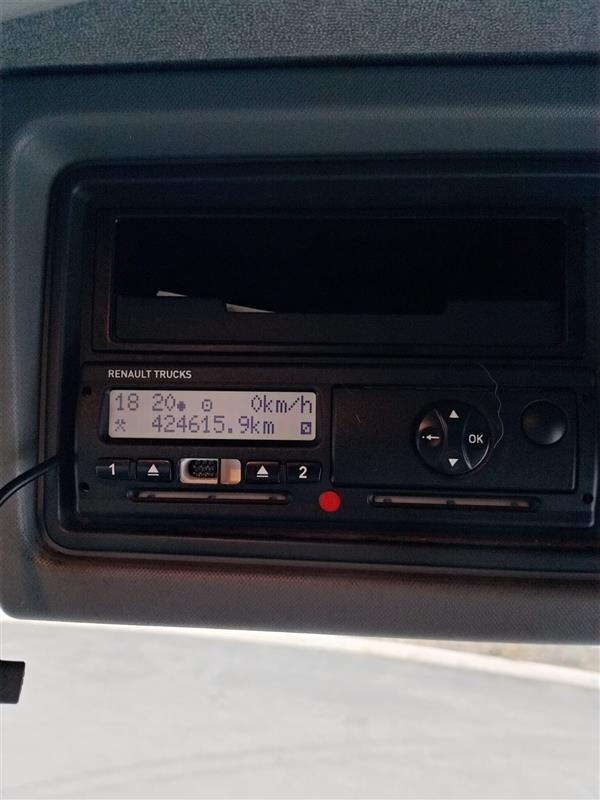 RENAULT TRUCKS
18 20 0km/h
424615.9km
OK
1 2